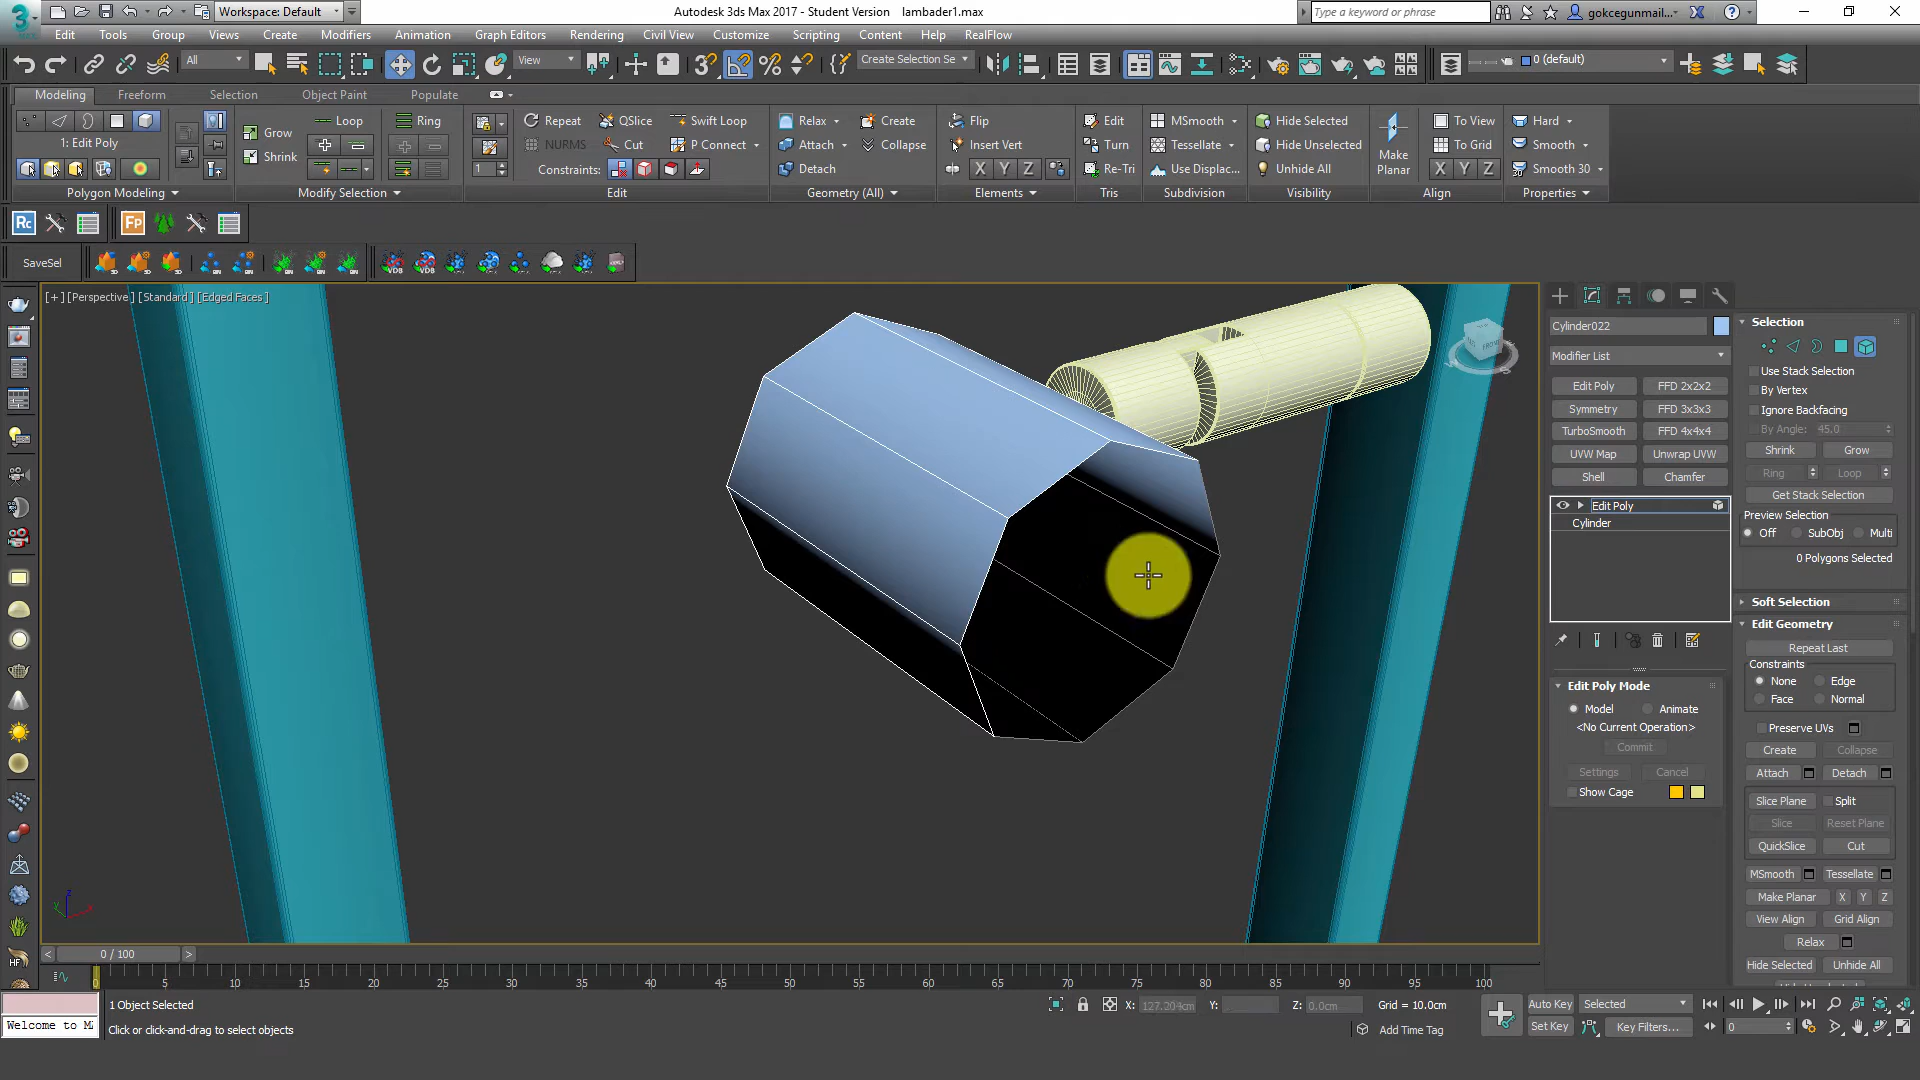 Workspace: Default
Autodesk 3ds Max 2017 - Student Version    lambader1.max
Type a keyword or phrase
gokcegunmail...
Edit Tools Group Views Create Modifiers Animation Graph Editors Rendering Civil View Customize Scripting Content Help RealFlow
All
View
Create Selection Se
0 (default)
Modeling Freeform Selection Object Paint Populate
Loop Ring Repeat QSlice Swift Loop Relax Create Flip Edit MSmooth Hide Selected To View Hard
1: Edit Poly Grow NURMS Cut P Connect Attach Collapse Insert Vert Turn Tessellate Hide Unselected Make Planar To Grid Smooth
Shrink 1 Constraints: Detach X Y Z Re-Tri Use Displac... Unhide All X Y Z Smooth 30
Polygon Modeling Modify Selection Edit Geometry (All) Elements Tris Subdivision Visibility Align Properties
Rc Fp
SaveSel
[+] [Perspective] [Standard] [Edged Faces]
Cylinder022
Modifier List
Edit Poly FFD 2x2x2
Symmetry FFD 3x3x3
TurboSmooth FFD 4x4x4
UVW Map Unwrap UVW
Shell Chamfer
Edit Poly
Cylinder
Edit Poly Mode
Model Animate
<No Current Operation>
Commit
Settings Cancel
Show Cage
Selection
Use Stack Selection
By Vertex
Ignore Backfacing
By Angle: 45.0
Shrink Grow
Ring Loop
Get Stack Selection
Preview Selection
Off SubObj Multi
0 Polygons Selected
Soft Selection
Edit Geometry
Repeat Last
Constraints
None Edge
Face Normal
Preserve UVs
Create Collapse
Attach Detach
Slice Plane Split
Slice Reset Plane
QuickSlice Cut
MSmooth Tessellate
Make Planar X Y Z
View Align Grid Align
Relax
Hide Selected Unhide All
0 / 100
0 5 10 15 20 25 30 35 40 45 50 55 60 65 70 75 80 85 90 95 100
1 Object Selected
X: 127.204cm Y: Z: 0.0cm Grid = 10.0cm
Auto Key Selected
Welcome to M
Click or click-and-drag to select objects
Add Time Tag
Set Key Key Filters... 0